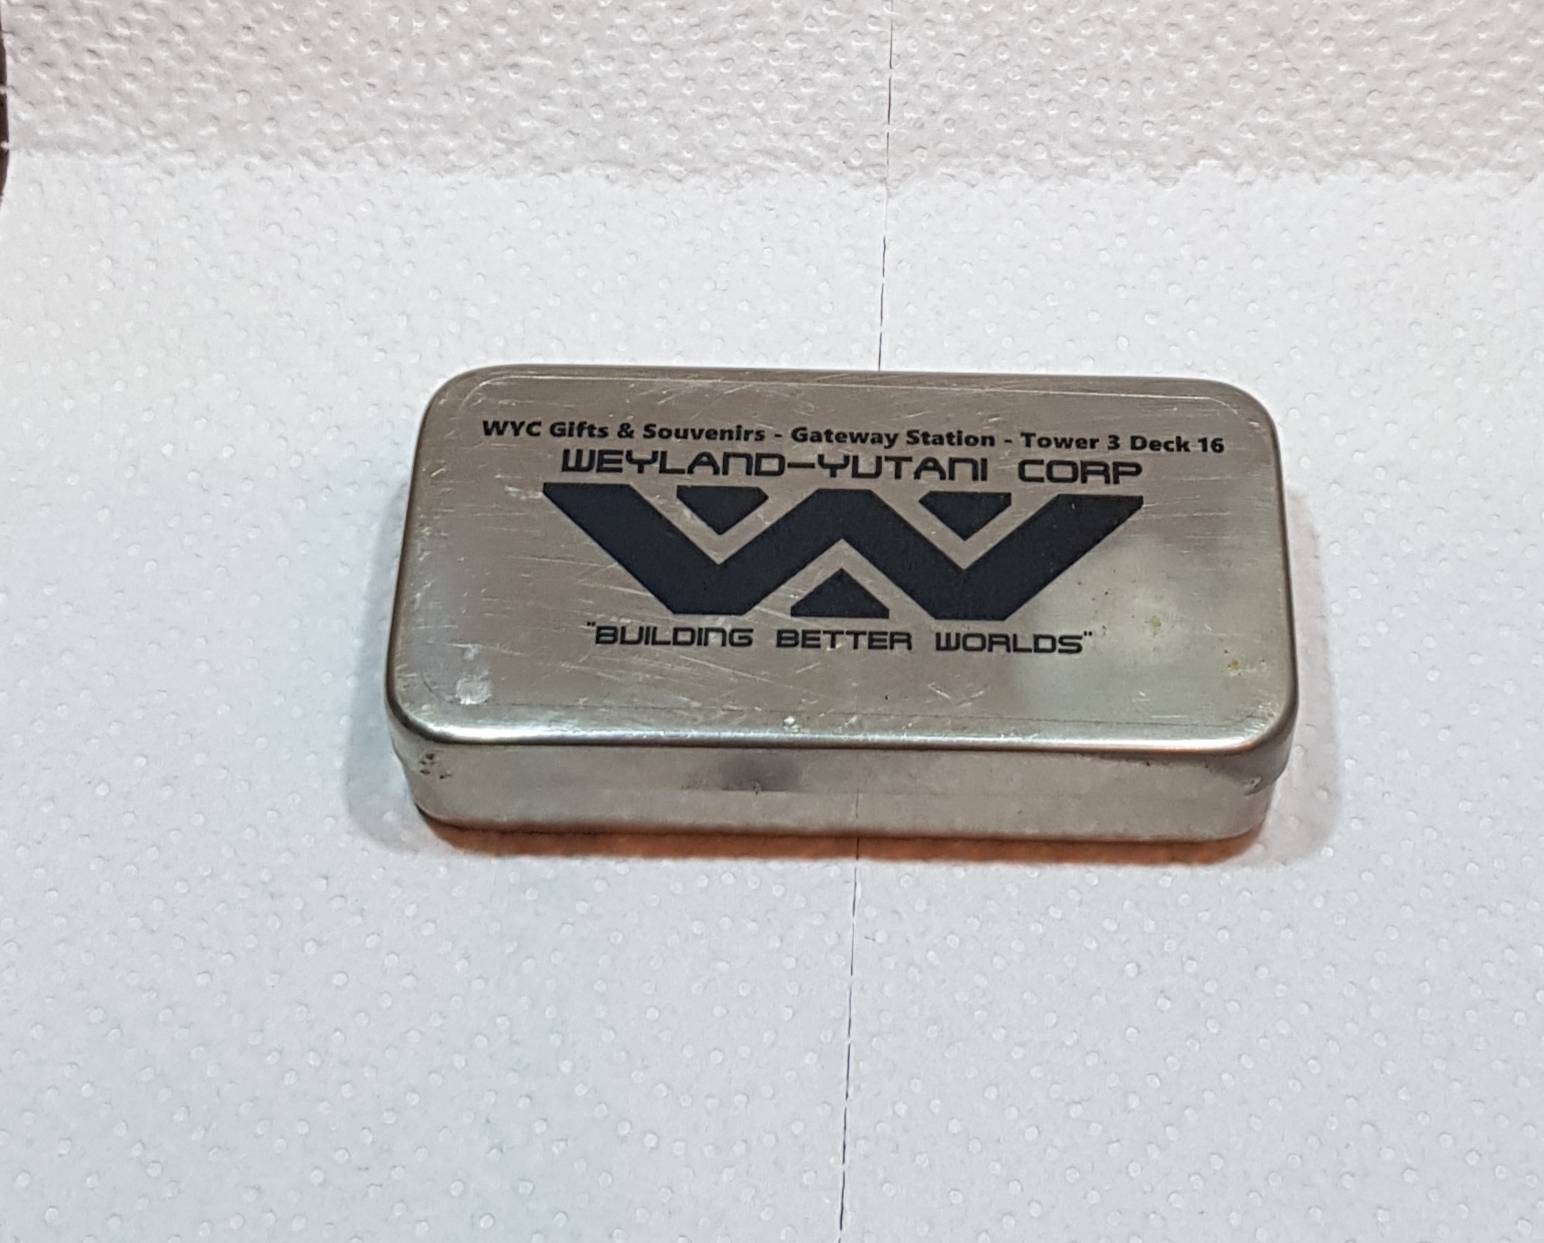 WYC Gifts & Souvenirs - Gateway Station - Tower 3 Deck 16
WEYLAND-YUTANI CORP
"BUILDING BETTER WORLDS"